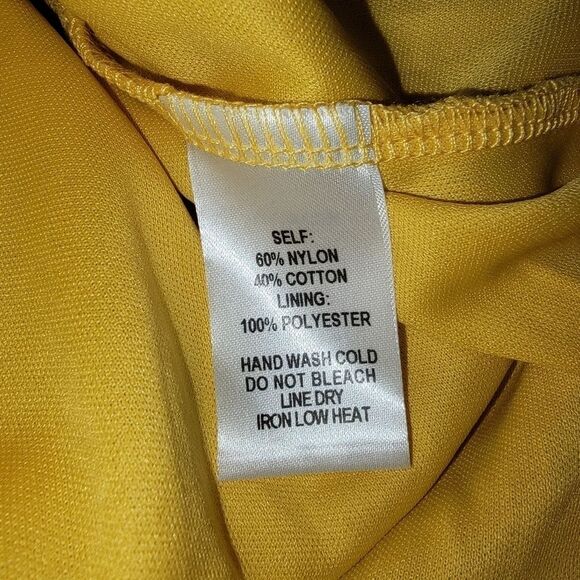 SELF:
60% NYLON
40% COTTON
LINING:
100% POLYESTER
HAND WASH COLD
DO NOT BLEACH
LINE DRY
IRON LOW HEAT